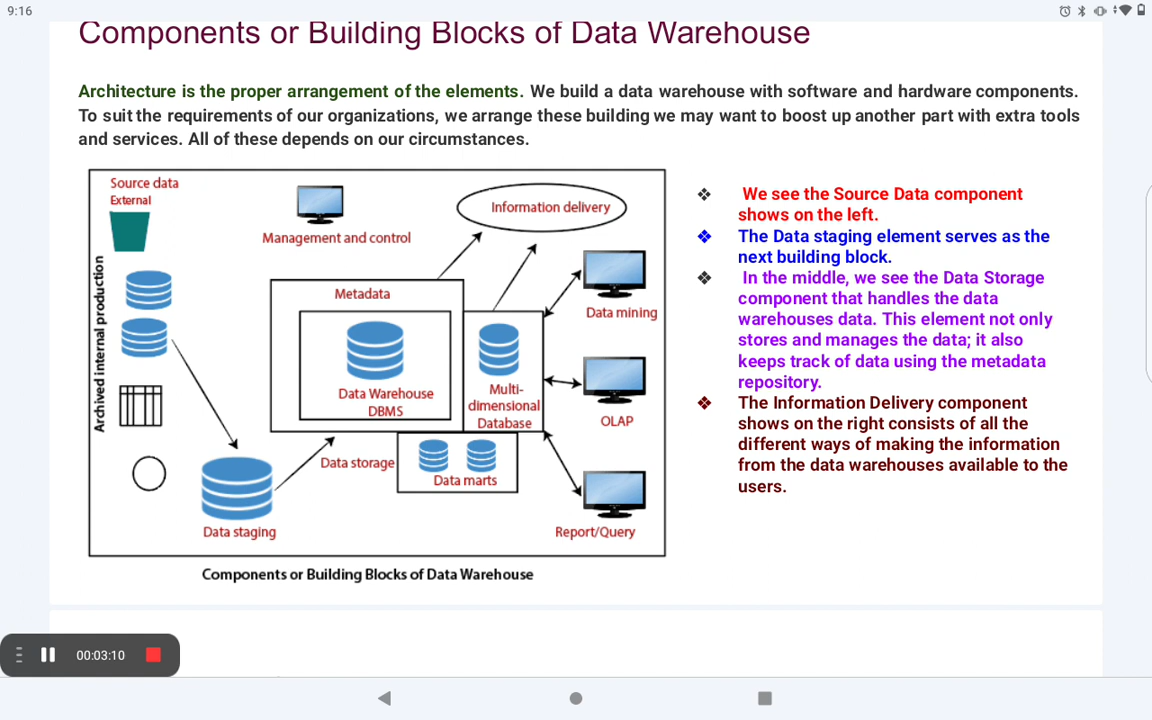 9:16
Components or Building Blocks of Data Warehouse
Architecture is the proper arrangement of the elements. We build a data warehouse with software and hardware components.
To suit the requirements of our organizations, we arrange these building we may want to boost up another part with extra tools
and services. All of these depends on our circumstances.
Source data
External
Archived internal production
Management and control
Information delivery
Metadata
Data Warehouse
DBMS
Multi-
dimensional
Database
Data mining
OLAP
Data storage
Data marts
Data staging
Report/Query
Components or Building Blocks of Data Warehouse
❖ We see the Source Data component
shows on the left.
❖ The Data staging element serves as the
next building block.
❖ In the middle, we see the Data Storage
component that handles the data
warehouses data. This element not only
stores and manages the data; it also
keeps track of data using the metadata
repository.
❖ The Information Delivery component
shows on the right consists of all the
different ways of making the information
from the data warehouses available to the
users.
00:03:10